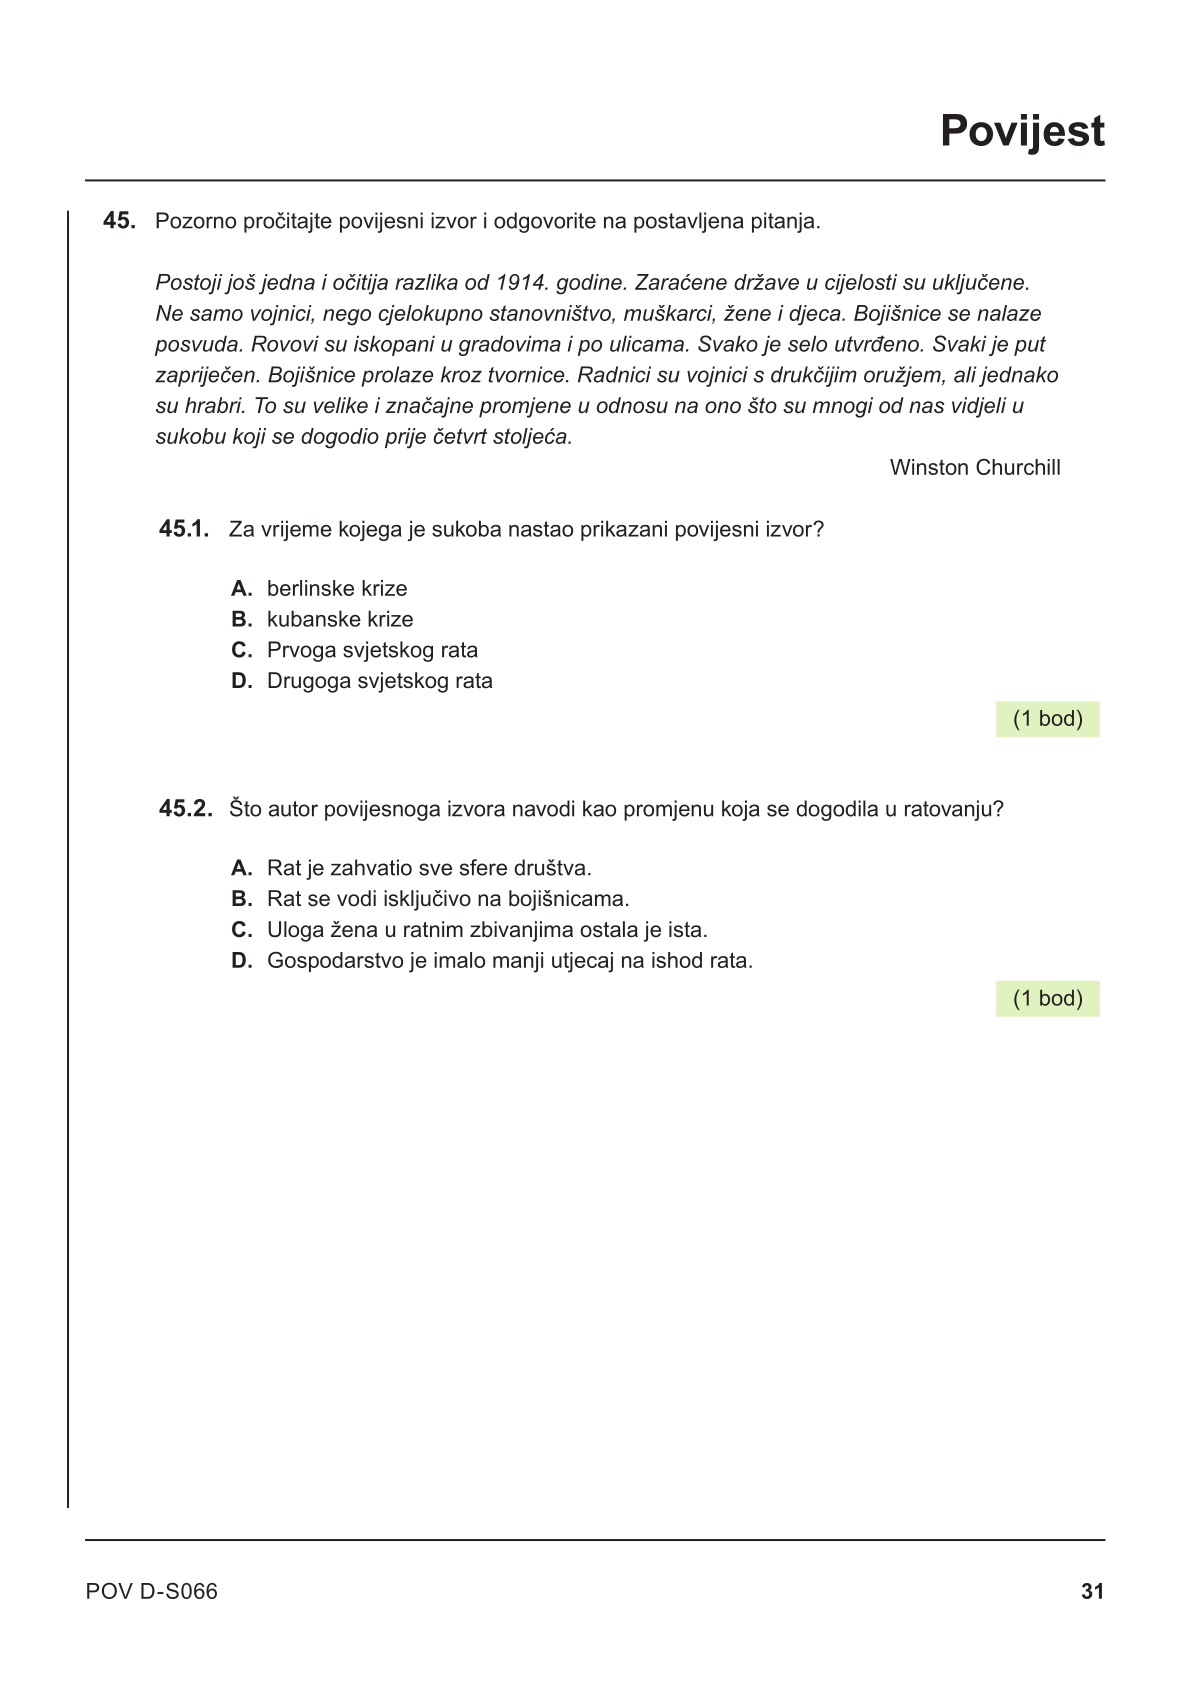 Povijest
45. Pozorno pročitajte povijesni izvor i odgovorite na postavljena pitanja.
Postoji još jedna i očitija razlika od 1914. godine. Zaraćene države u cijelosti su uključene.
Ne samo vojnici, nego cjelokupno stanovništvo, muškarci, žene i djeca. Bojišnice se nalaze
posvuda. Rovovi su iskopani u gradovima i po ulicama. Svako je selo utvrđeno. Svaki je put
zapriječen. Bojišnice prolaze kroz tvornice. Radnici su vojnici s drukčijim oružjem, ali jednako
su hrabri. To su velike i značajne promjene u odnosu na ono što su mnogi od nas vidjeli u
sukobu koji se dogodio prije četvrt stoljeća.
Winston Churchill
45.1. Za vrijeme kojega je sukoba nastao prikazani povijesni izvor?
A. berlinske krize
B. kubanske krize
C. Prvoga svjetskog rata
D. Drugoga svjetskog rata
(1 bod)
45.2. Što autor povijesnoga izvora navodi kao promjenu koja se dogodila u ratovanju?
A. Rat je zahvatio sve sfere društva.
B. Rat se vodi isključivo na bojišnicama.
C. Uloga žena u ratnim zbivanjima ostala je ista.
D. Gospodarstvo je imalo manji utjecaj na ishod rata.
(1 bod)
POV D-S066
31